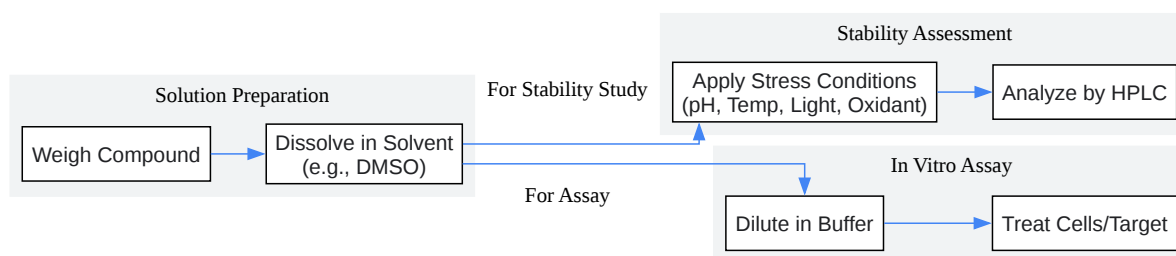 Solution Preparation
Weigh Compound
Dissolve in Solvent
(e.g., DMSO)
For Stability Study
For Assay
Stability Assessment
Apply Stress Conditions
(pH, Temp, Light, Oxidant)
Analyze by HPLC
In Vitro Assay
Dilute in Buffer
Treat Cells/Target